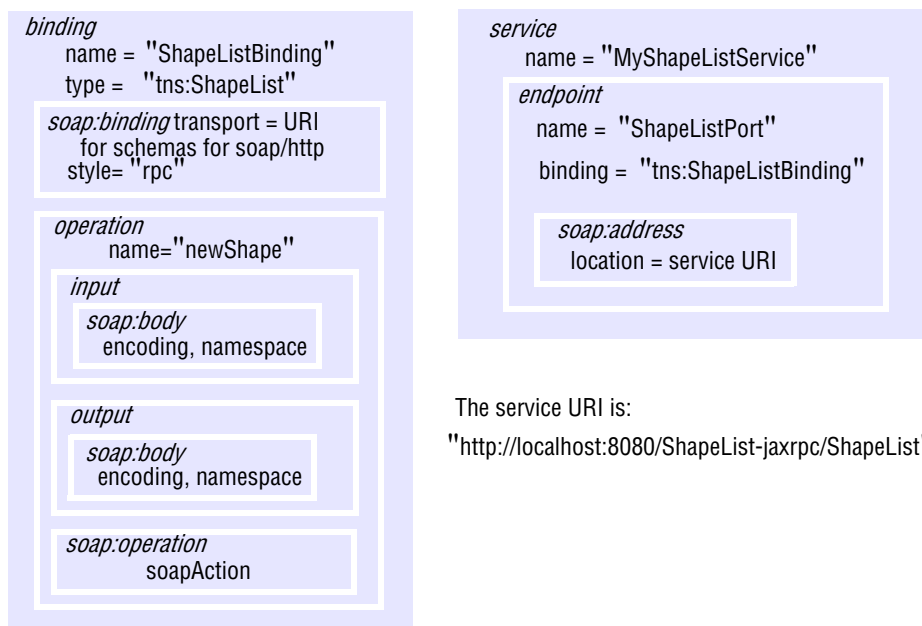 binding
name = "ShapeListBinding"
type = "tns:ShapeList"
soap:binding transport = URI
for schemas for soap/http
style= "rpc"
operation
name="newShape"
input
soap:body
encoding, namespace
output
soap:body
encoding, namespace
soap:operation
soapAction
service
name = "MyShapeListService"
endpoint
name = "ShapeListPort"
binding = "tns:ShapeListBinding"
soap:address
location = service URI
The service URI is:
"http://localhost:8080/ShapeList-jaxrpc/ShapeList"